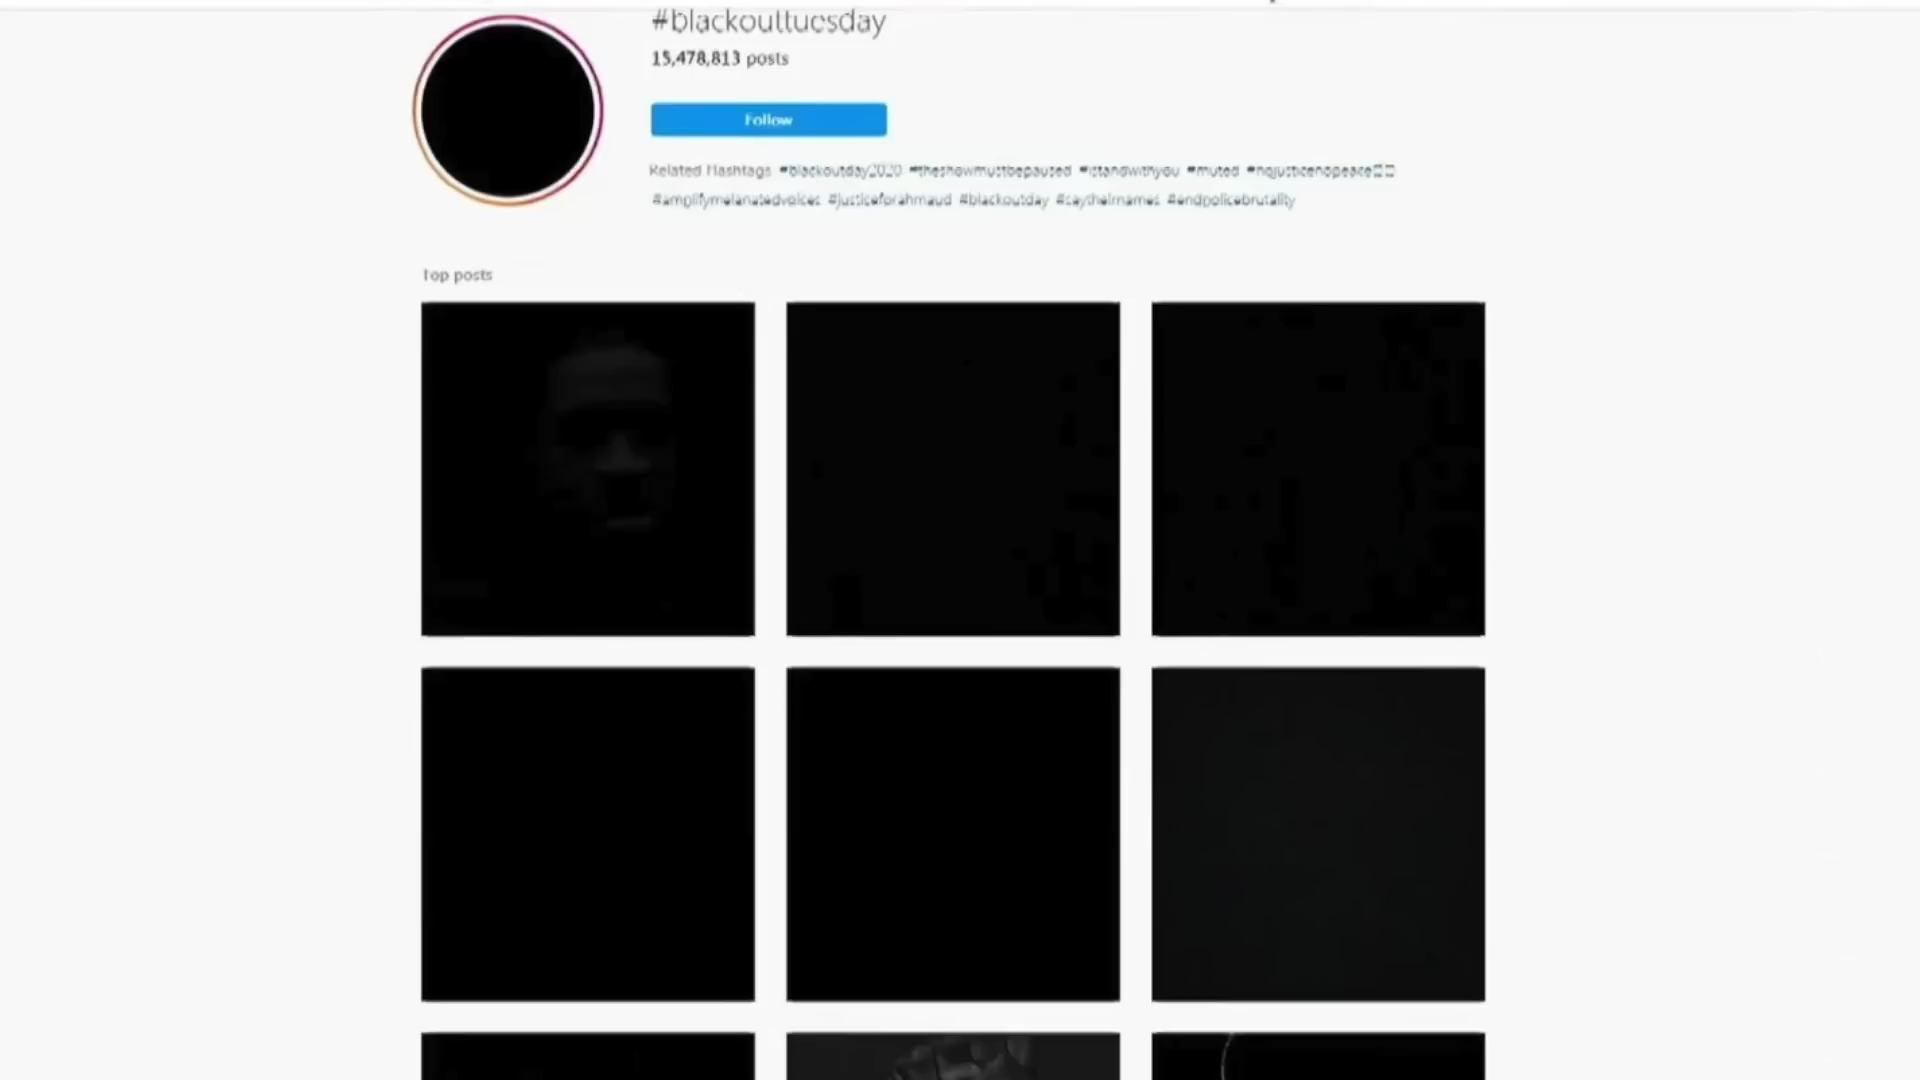 #blackouttuesday
15,478,813 posts
Follow
Related Hashtags #blackoutday2020 #theshowmustbepaused #istandwithyou #muted #nojusticenopeace
#amplifymelanatedvoices #justiceforahmaud #blackoutday #saytheirnames #endpolicebrutality
Top posts